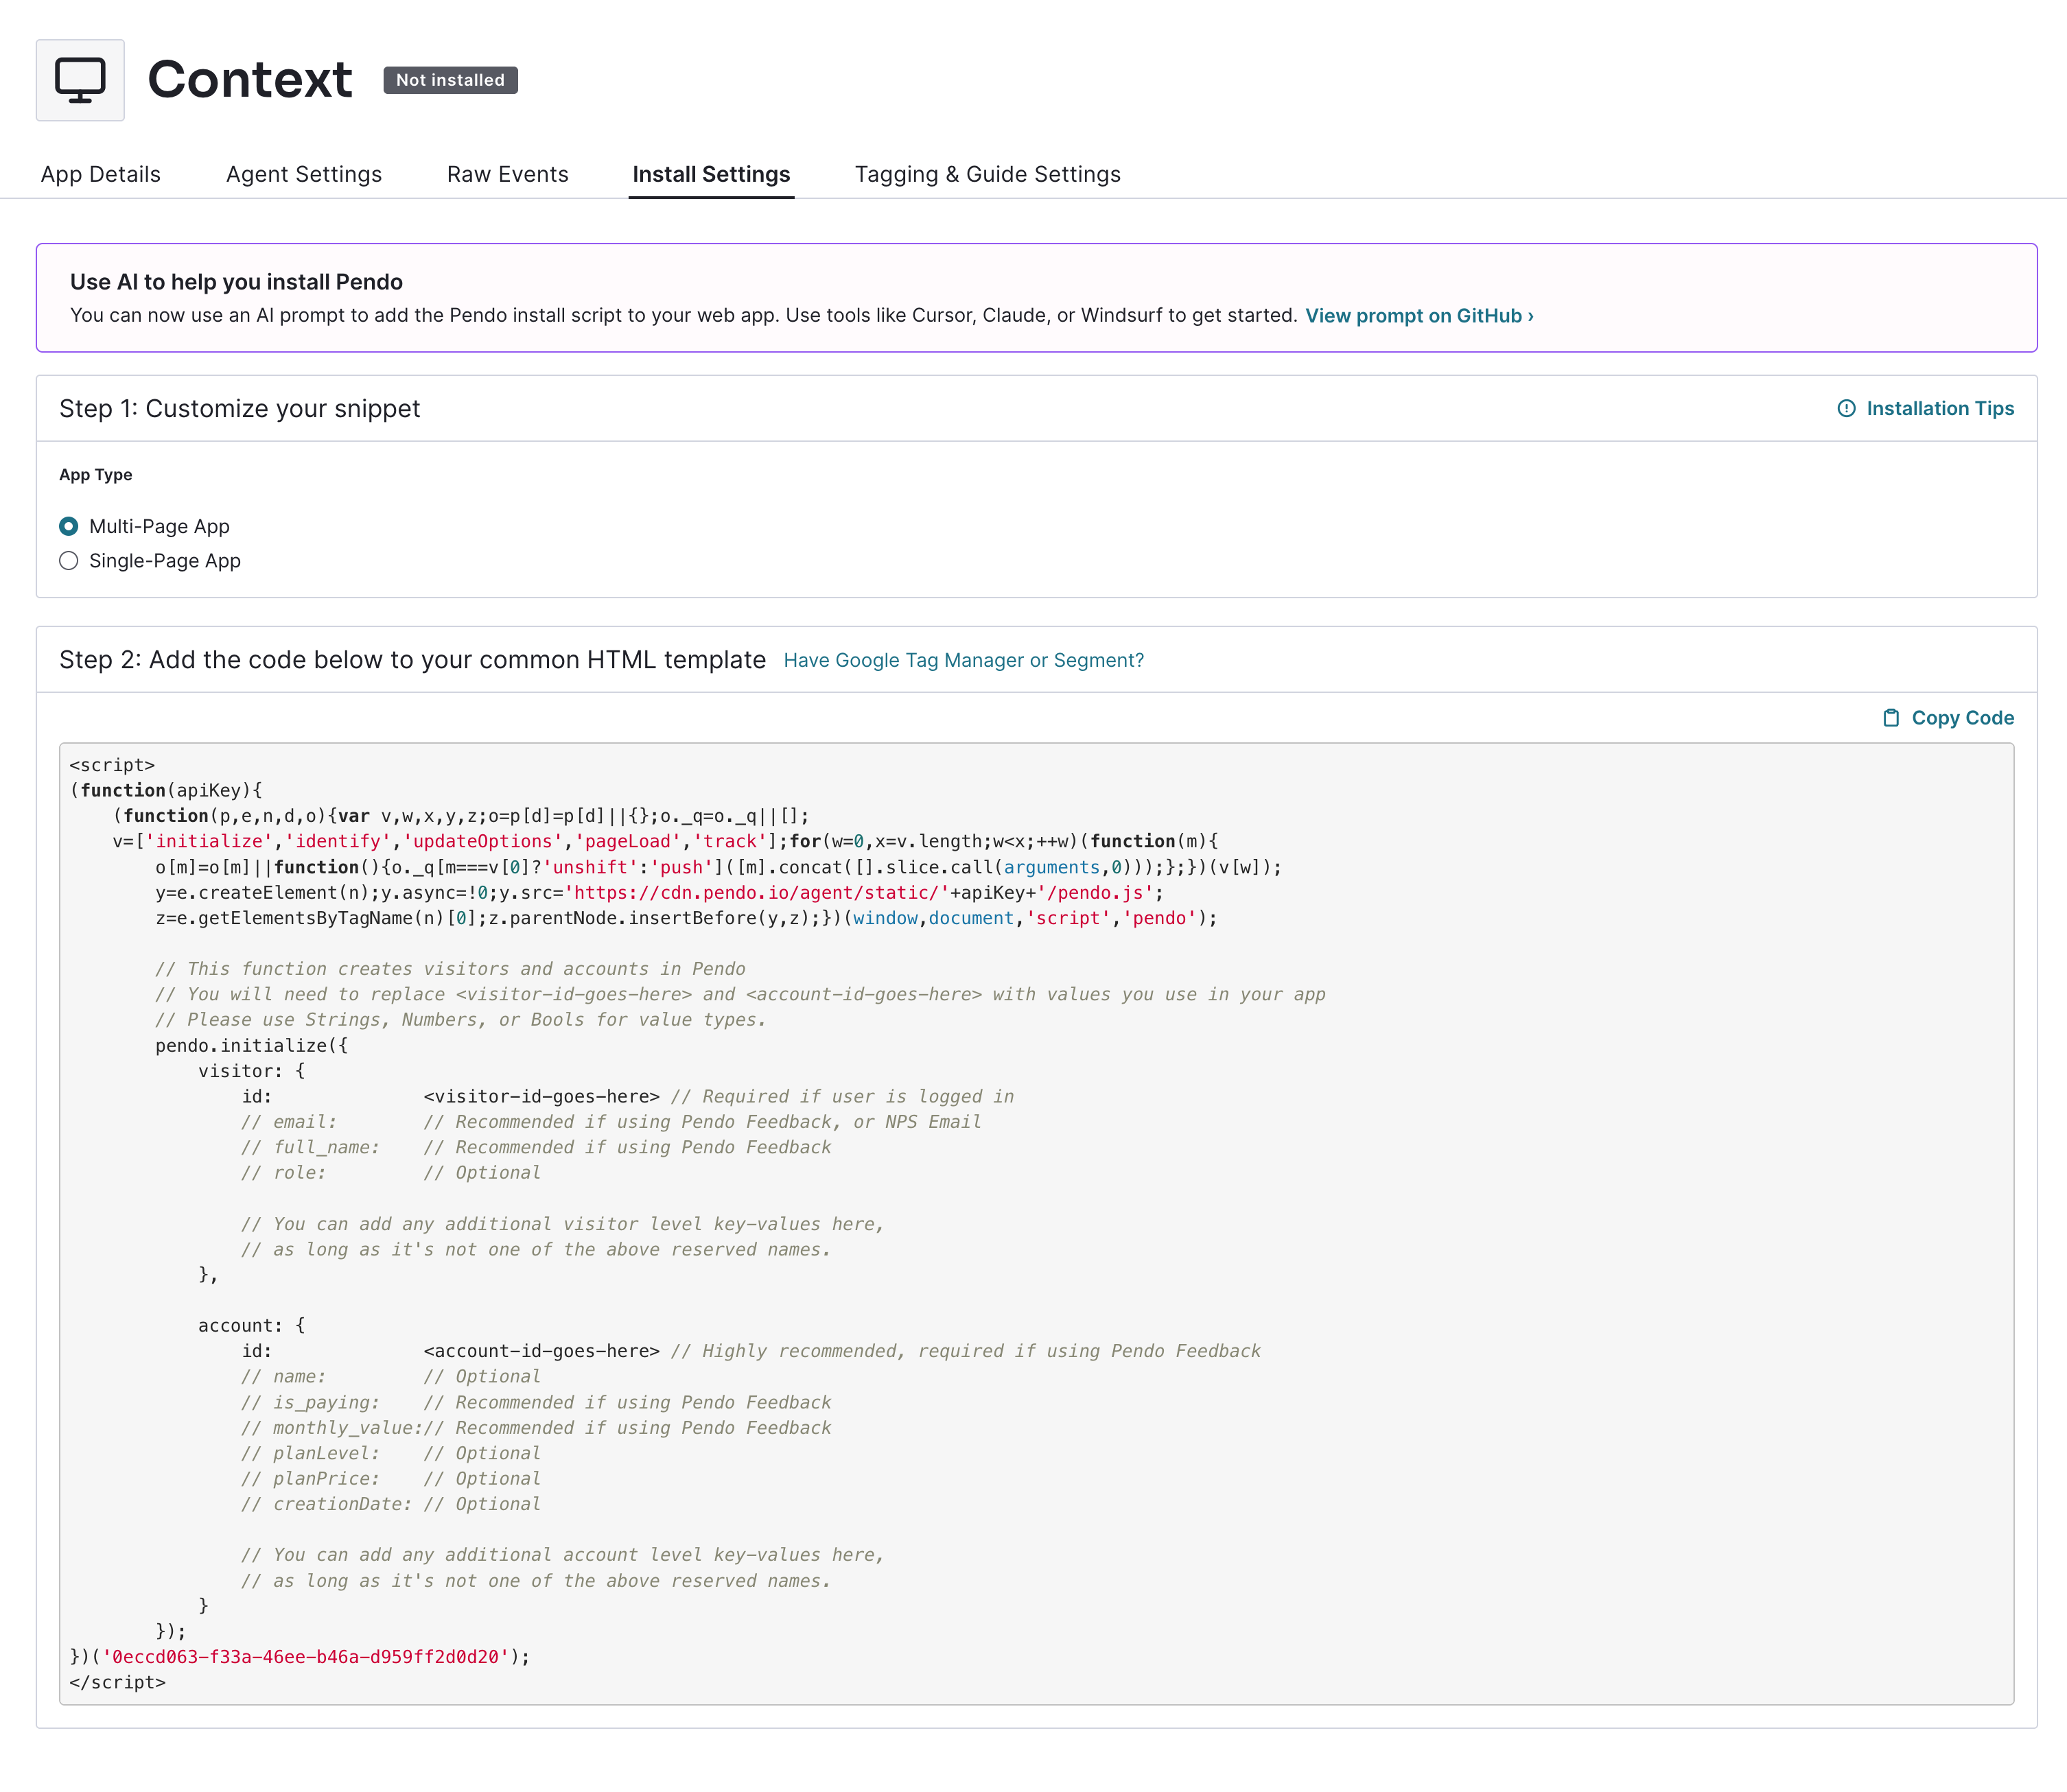 Context
Not installed
App Details
Agent Settings
Raw Events
Install Settings
Tagging & Guide Settings
Use AI to help you install Pendo
You can now use an AI prompt to add the Pendo install script to your web app. Use tools like Cursor, Claude, or Windsurf to get started. View prompt on GitHub ›
Step 1: Customize your snippet
Installation Tips
App Type
Multi-Page App
Single-Page App
Step 2: Add the code below to your common HTML template
Have Google Tag Manager or Segment?
Copy Code
<script>
(function(apiKey){
    (function(p,e,n,d,o){var v,w,x,y,z;o=p[d]=p[d]||{};o._q=o._q||[];
    v=['initialize','identify','updateOptions','pageLoad','track'];for(w=0,x=v.length;w<x;++w)(function(m){
        o[m]=o[m]||function(){o._q[m===v[0]?'unshift':'push']([m].concat([].slice.call(arguments,0)));};})(v[w]);
        y=e.createElement(n);y.async=!0;y.src='https://cdn.pendo.io/agent/static/'+apiKey+'/pendo.js';
        z=e.getElementsByTagName(n)[0];z.parentNode.insertBefore(y,z);})(window,document,'script','pendo');
        // This function creates visitors and accounts in Pendo
        // You will need to replace <visitor-id-goes-here> and <account-id-goes-here> with values you use in your app
        // Please use Strings, Numbers, or Bools for value types.
        pendo.initialize({
            visitor: {
                id:              <visitor-id-goes-here> // Required if user is logged in
                // email:        // Recommended if using Pendo Feedback, or NPS Email
                // full_name:    // Recommended if using Pendo Feedback
                // role:         // Optional
                // You can add any additional visitor level key-values here,
                // as long as it's not one of the above reserved names.
            },
            account: {
                id:              <account-id-goes-here> // Highly recommended, required if using Pendo Feedback
                // name:         // Optional
                // is_paying:    // Recommended if using Pendo Feedback
                // monthly_value:// Recommended if using Pendo Feedback
                // planLevel:    // Optional
                // planPrice:    // Optional
                // creationDate: // Optional
                // You can add any additional account level key-values here,
                // as long as it's not one of the above reserved names.
            }
        });
})('0eccd063-f33a-46ee-b46a-d959ff2d0d20');
</script>